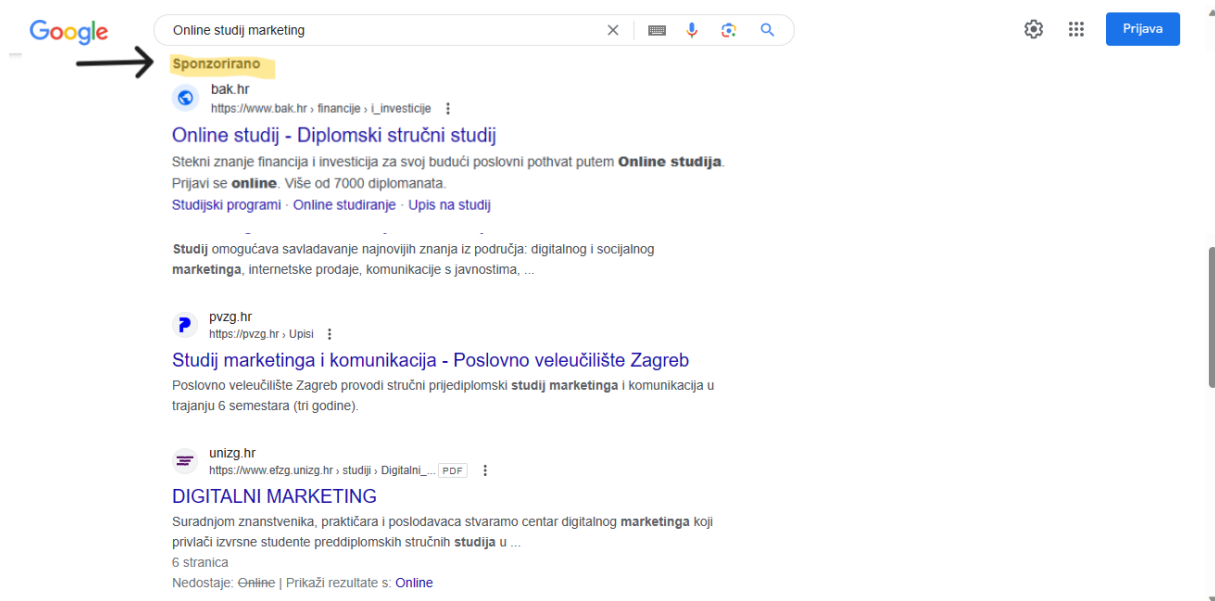 Google
Online studij marketing
Prijava
Sponzorirano
bak.hr
https://www.bak.hr › financije › i_investicije
Online studij - Diplomski stručni studij
Stekni znanje financija i investicija za svoj budući poslovni pothvat putem Online studija.
Prijavi se online. Više od 7000 diplomanata.
Studijski programi · Online studiranje · Upis na studij
Studij omogućava savladavanje najnovijih znanja iz područja: digitalnog i socijalnog
marketinga, internetske prodaje, komunikacije s javnostima, ...
pvzg.hr
https://pvzg.hr › Upisi
Studij marketinga i komunikacija - Poslovno veleučilište Zagreb
Poslovno veleučilište Zagreb provodi stručni prijediplomski studij marketinga i komunikacija u
trajanju 6 semestara (tri godine).
unizg.hr
https://www.efzg.unizg.hr › studiji › Digitalni_... PDF
DIGITALNI MARKETING
Suradnjom znanstvenika, praktičara i poslodavaca stvaramo centar digitalnog marketinga koji
privlači izvrsne studente preddiplomskih stručnih studija u ...
6 stranica
Nedostaje: Online | Prikaži rezultate s: Online